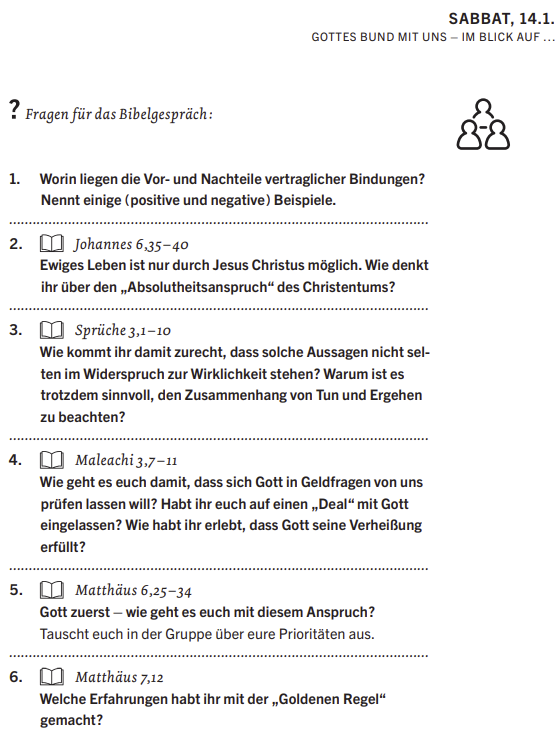 SABBAT, 14.1.
GOTTES BUND MIT UNS – IM BLICK AUF ...
? Fragen für das Bibelgespräch:
1. Worin liegen die Vor- und Nachteile vertraglicher Bindungen?
Nennt einige (positive und negative) Beispiele.
2. Johannes 6,35–40
Ewiges Leben ist nur durch Jesus Christus möglich. Wie denkt
ihr über den „Absolutheitsanspruch“ des Christentums?
3. Sprüche 3,1–10
Wie kommt ihr damit zurecht, dass solche Aussagen nicht sel-
ten im Widerspruch zur Wirklichkeit stehen? Warum ist es
trotzdem sinnvoll, den Zusammenhang von Tun und Ergehen
zu beachten?
4. Maleachi 3,7–11
Wie geht es euch damit, dass sich Gott in Geldfragen von uns
prüfen lassen will? Habt ihr euch auf einen „Deal“ mit Gott
eingelassen? Wie habt ihr erlebt, dass Gott seine Verheißung
erfüllt?
5. Matthäus 6,25–34
Gott zuerst – wie geht es euch mit diesem Anspruch?
Tauscht euch in der Gruppe über eure Prioritäten aus.
6. Matthäus 7,12
Welche Erfahrungen habt ihr mit der „Goldenen Regel“
gemacht?